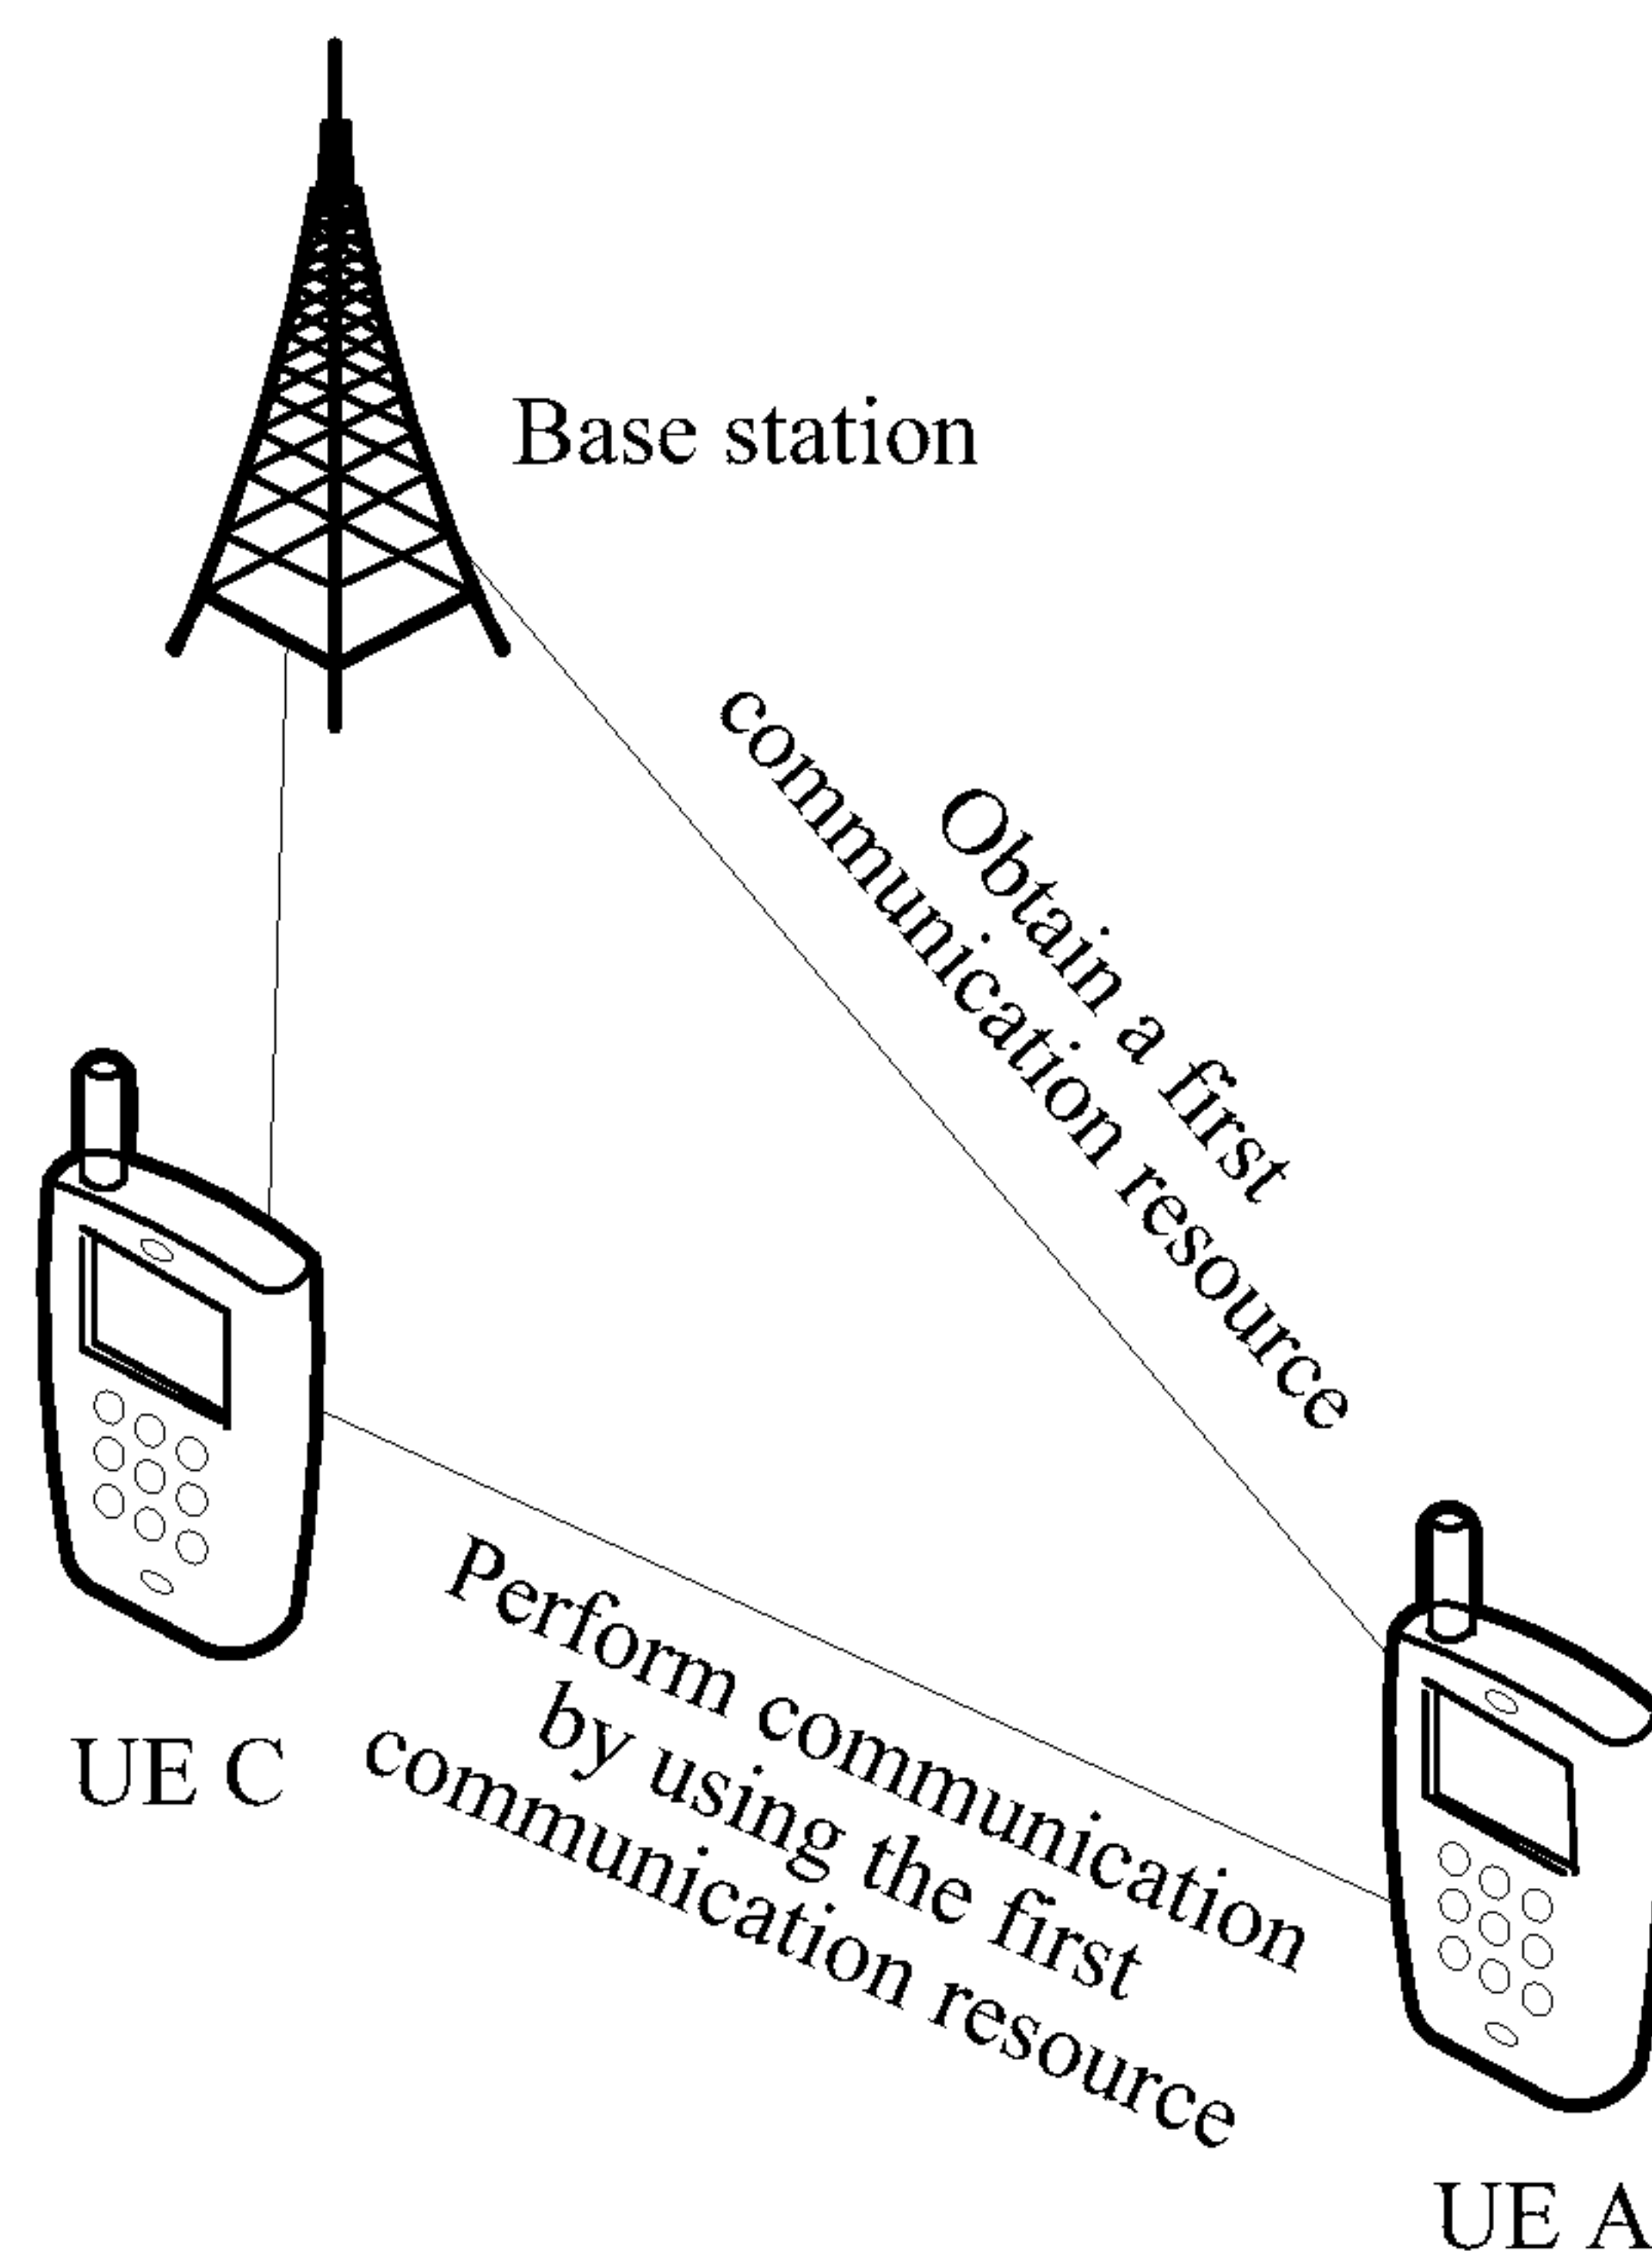 Base station
Obtain a first
communication resource
Perform communication
by using the first
communication resource
UE C
UE A